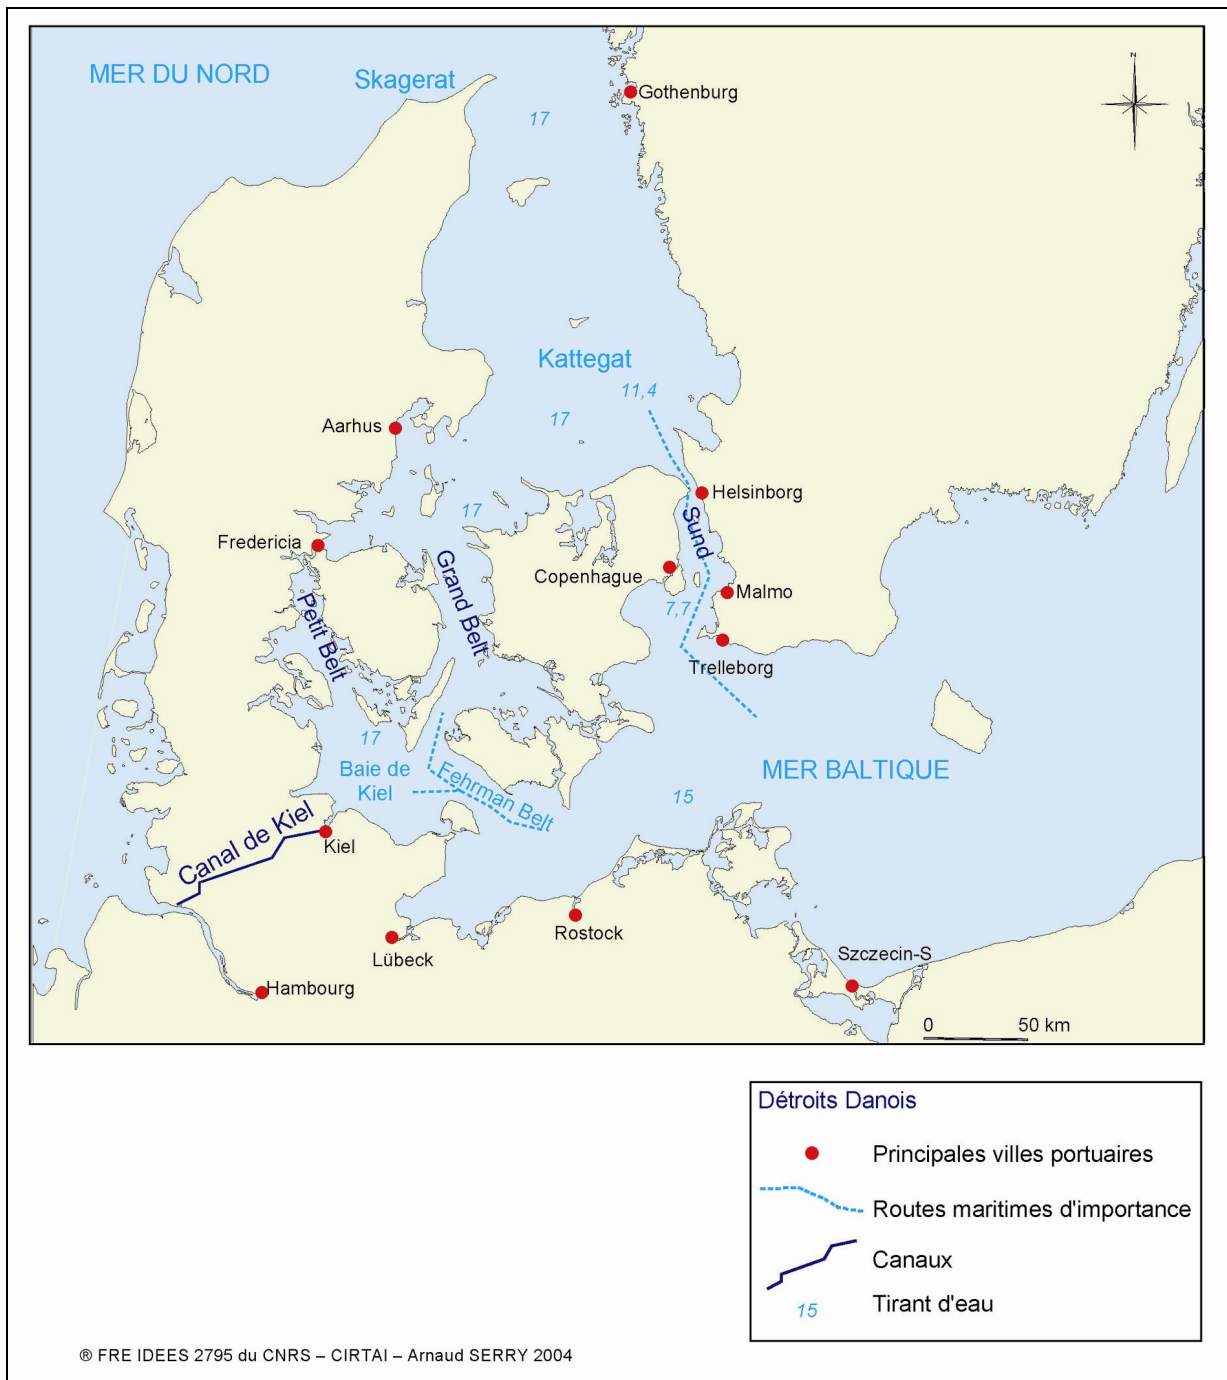 MER DU NORD
Skagerat
Gothenburg
N
17
Kattegat
11,4
17
Aarhus
Helsinborg
17
Sund
Fredericia
Grand Belt
Copenhague
Malmo
Petit Belt
7,7
Trelleborg
17
Baie de
Kiel
Fehrman Belt
MER BALTIQUE
15
Canal de Kiel
Kiel
Rostock
Lübeck
Szczecin-S
Hambourg
0 50 km
Détroits Danois
Principales villes portuaires
Routes maritimes d'importance
Canaux
15 Tirant d'eau
® FRE IDEES 2795 du CNRS – CIRTAI – Arnaud SERRY 2004